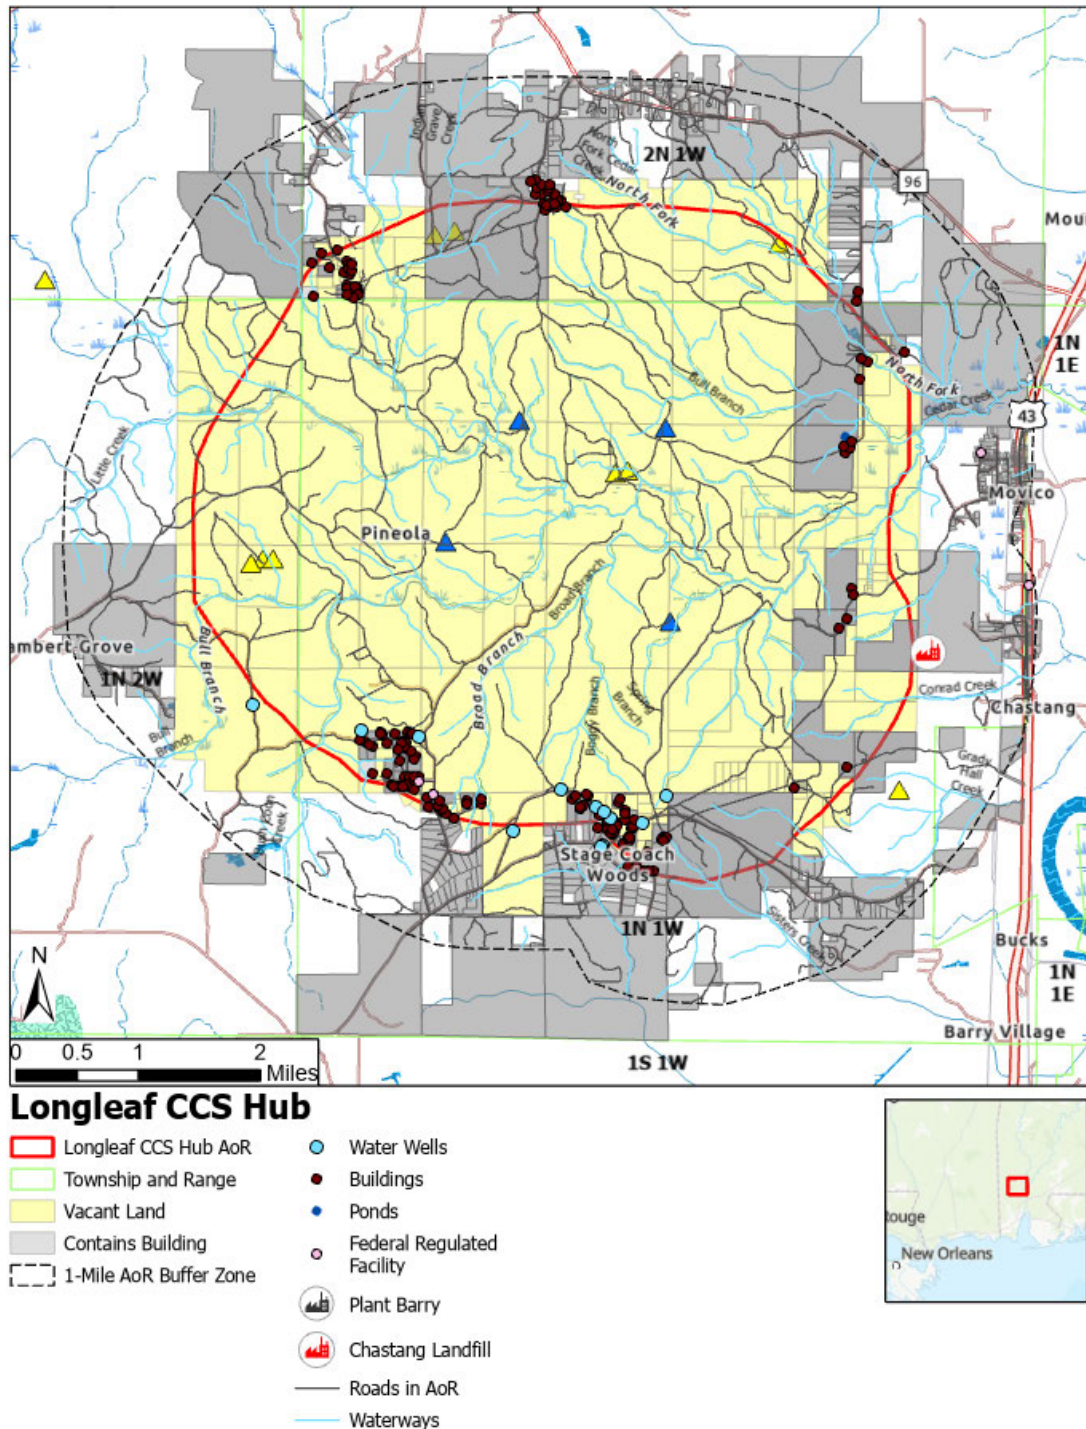 Indian
Grave
Creek
North
Fork Cedar
Creek
2N 1W
North
Fork
96
Mou
1N
1E
Bull Branch
North
Fork
Cedar Creek
43
Little Creek
Movico
Pineola
Broad Branch
Broad Branch
ambert Grove
Bull Branch
1N 2W
Bull
Branch
Boggy Branch
Spring
Branch
Conrad Creek
Chastang
Grady
Hall
Creek
Creek
Stage Coach
Woods
1N 1W
Sisters Creek
Bucks
1N
1E
N
Barry Village
0 0.5 1 2
Miles
1S 1W
Longleaf CCS Hub
Longleaf CCS Hub AoR
Township and Range
Vacant Land
Contains Building
1-Mile AoR Buffer Zone
Water Wells
Buildings
Ponds
Federal Regulated
Facility
Plant Barry
Chastang Landfill
Roads in AoR
Waterways
Rouge
New Orleans